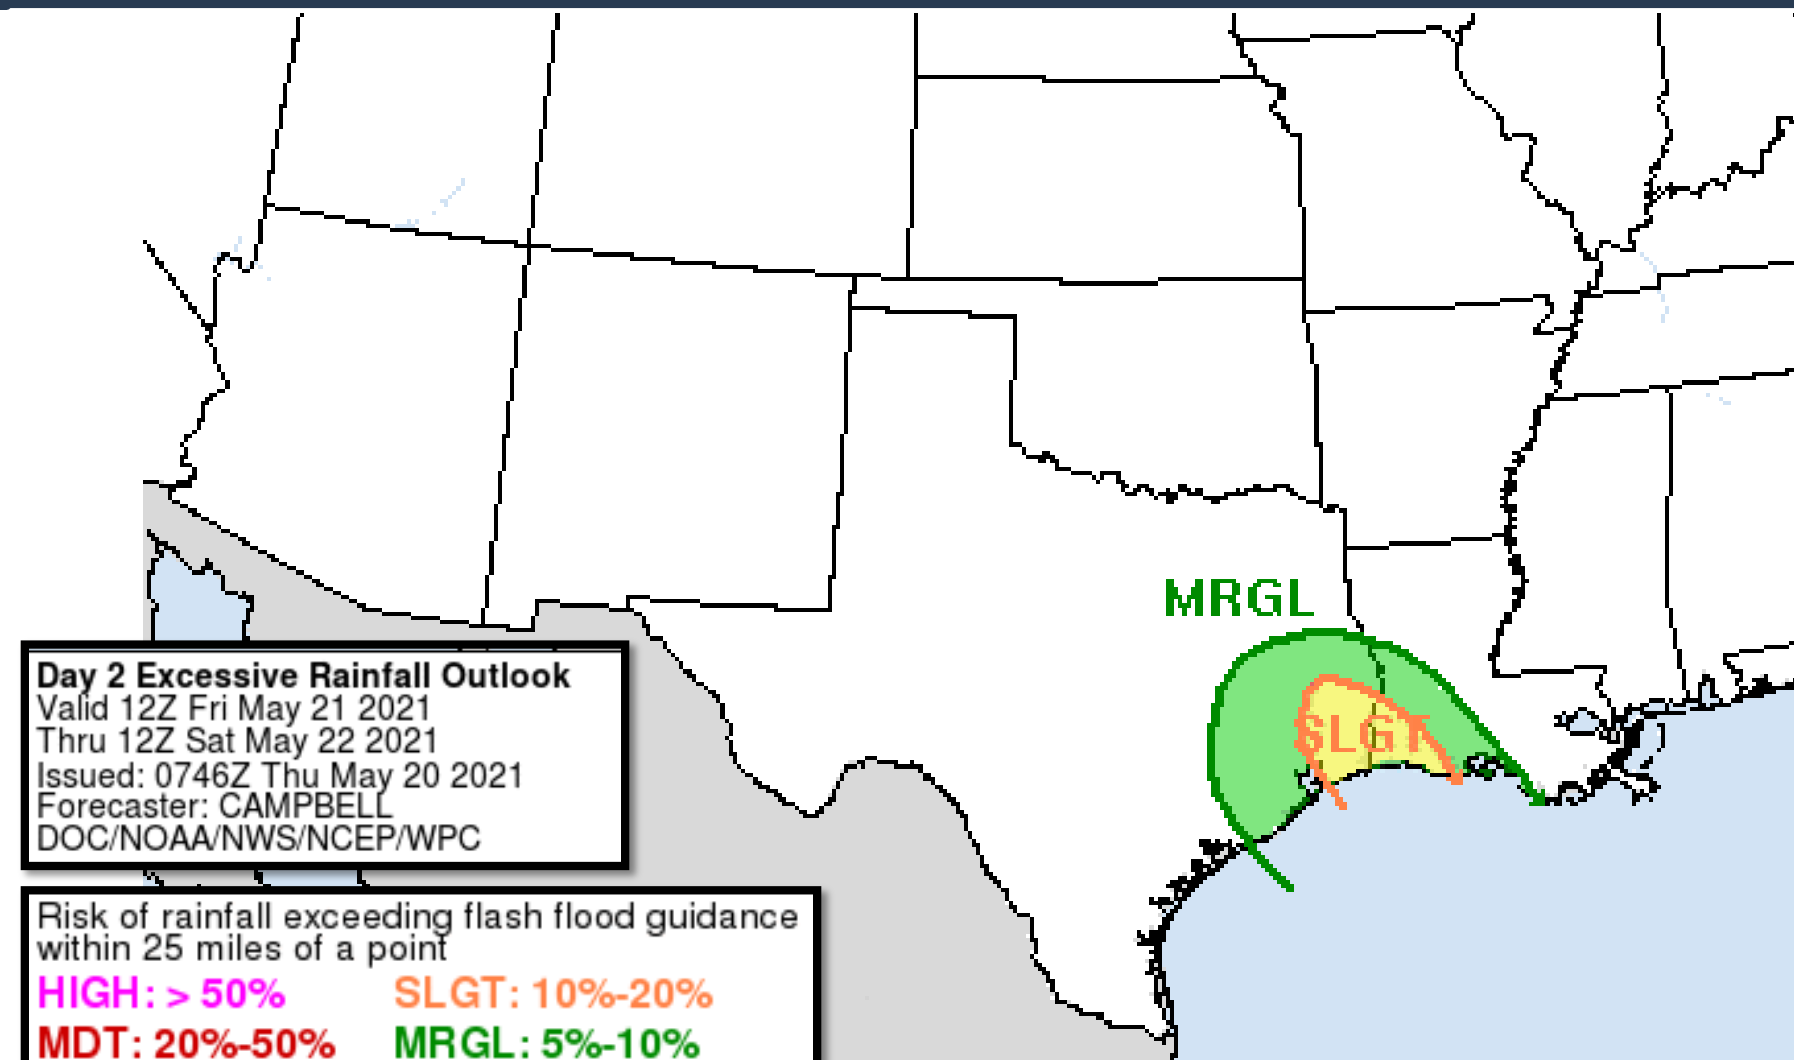 MRGL
SLGT
Day 2 Excessive Rainfall Outlook
Valid 12Z Fri May 21 2021
Thru 12Z Sat May 22 2021
Issued: 0746Z Thu May 20 2021
Forecaster: CAMPBELL
DOC/NOAA/NWS/NCEP/WPC
Risk of rainfall exceeding flash flood guidance
within 25 miles of a point
HIGH: > 50% SLGT: 10%-20%
MDT: 20%-50% MRGL: 5%-10%